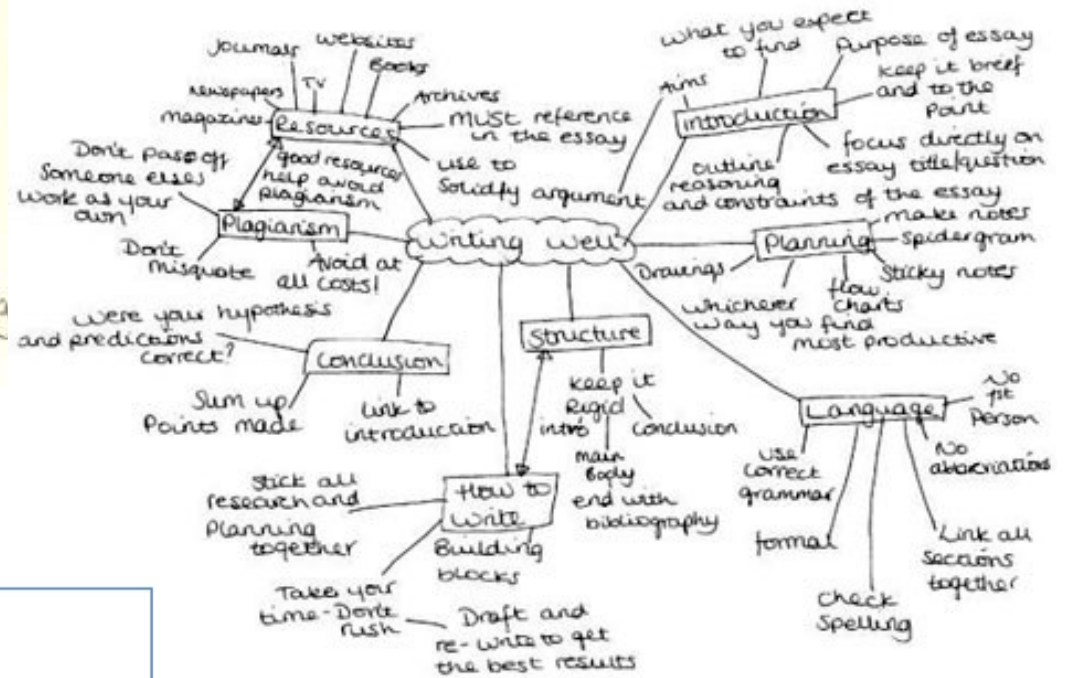 Writing Well
Resources
Journals
Websites
Books
TV
Newspapers
magazines
Archives
MUST reference
in the essay
use to
Solidify argument
good resources
help avoid
plagiarism
Plagiarism
Don't pass off
Someone elses
work as your
own
Don't
misquote
Avoid at
all costs!
Conclusion
were your hypothesis
and predictions
correct?
Sum up
Points made
Link to
introduction
How to
write
Stick all
research and
Planning
together
Building
blocks
Take your
time - Don't
rush
Draft and
re-write to get
the best results
Structure
keep it
Rigid
intro
conclusion
main
Body
end with
bibliography
introduction
Aims
what you expect
to find
Purpose of essay
keep it brief
and to the
Point
focus directly on
essay title/question
outline
reasoning
and constraints of the essay
Planning
make notes
spidergram
Sticky notes
flow
charts
whicherer
way you find
most productive
Drawings
Language
No
1st
Person
No
abbreviations
Link all
sections
together
check
Spelling
formal
use
correct
grammar